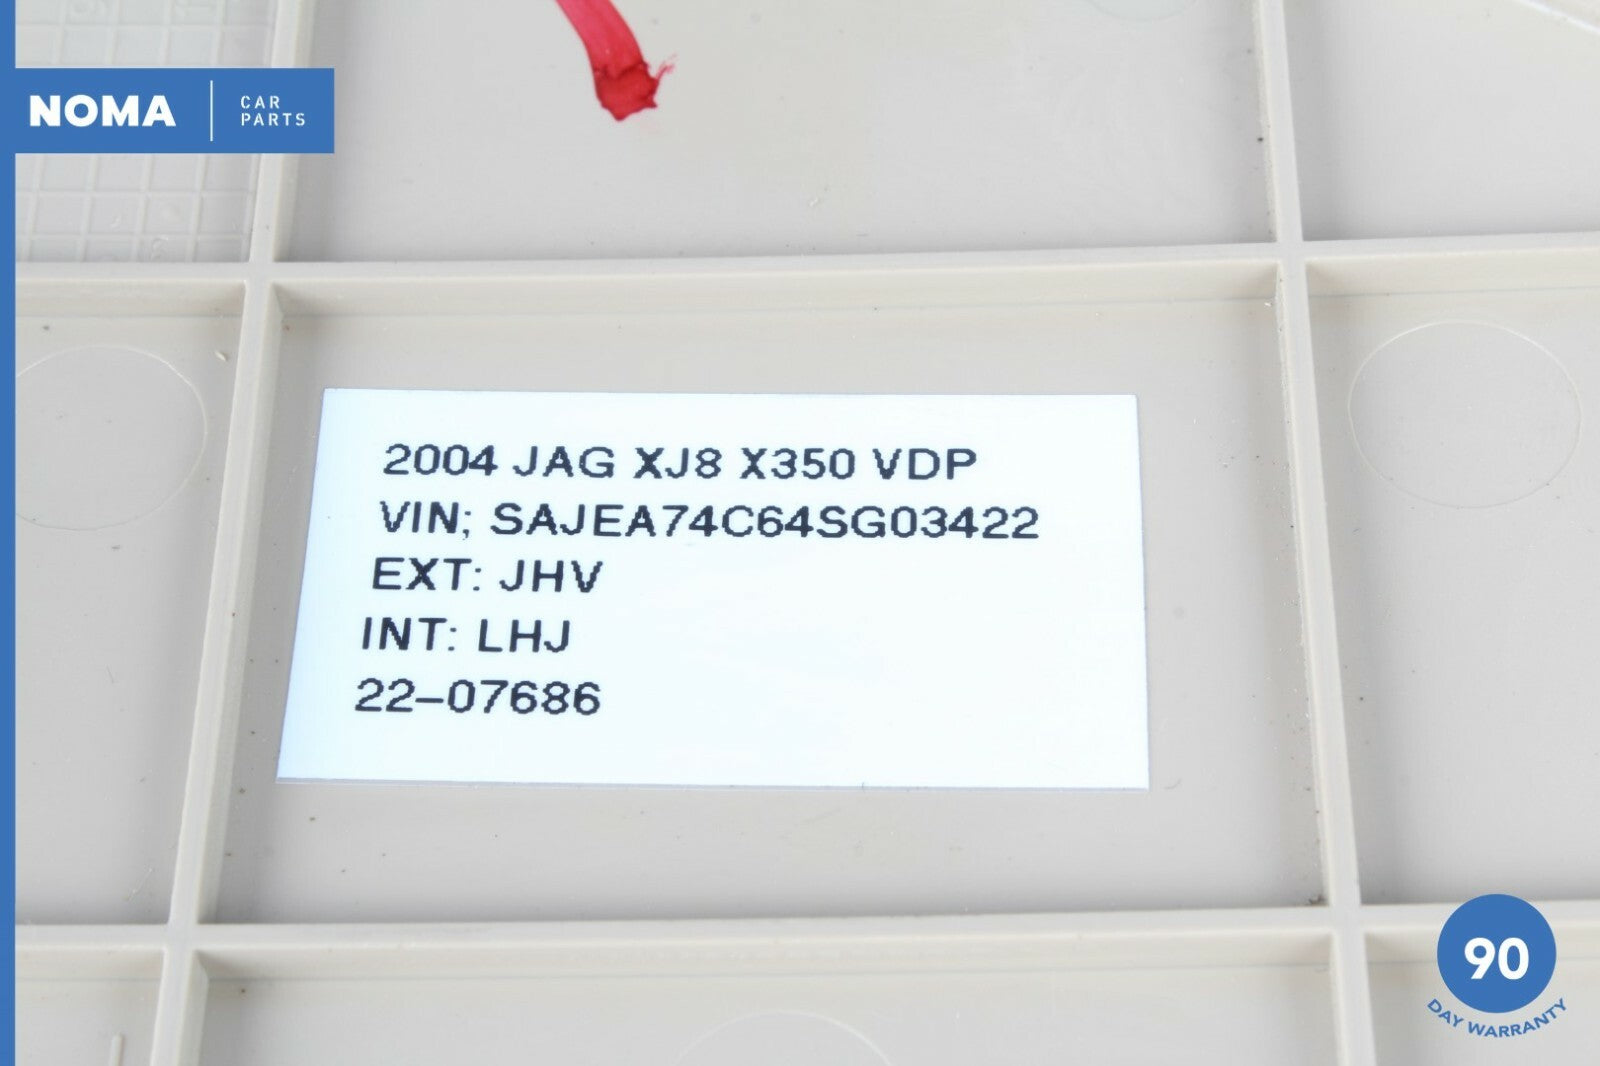 NOMA
CAR
PARTS
2004 JAG XJ8 X350 VDP
VIN; SAJEA74C64SG03422
EXT: JHV
INT: LHJ
22-07686
90
DAY WARRANTY